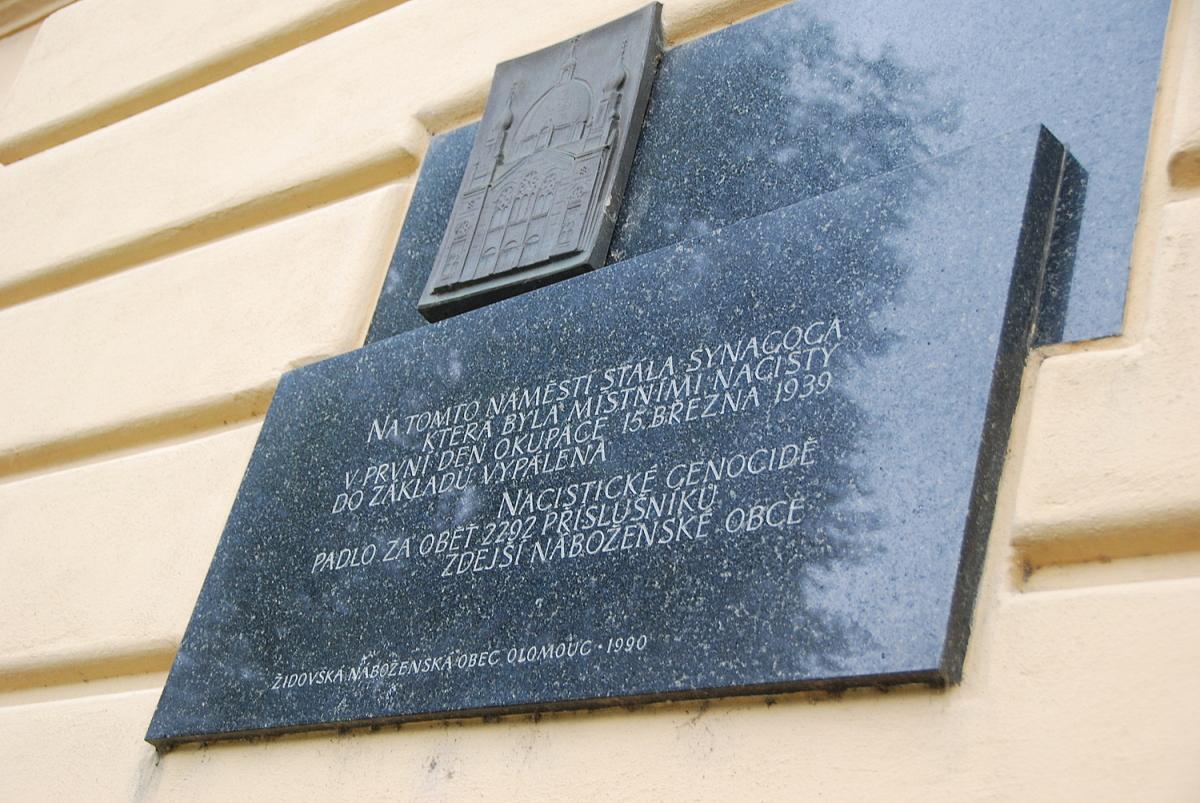 NA TOMTO NÁMĚSTÍ STÁLA SYNAGOGA
KTERÁ BYLA MÍSTNÍMI NACISTY
V PRVNÍ DEN OKUPACE 15. BŘEZNA 1939
DO ZÁKLADŮ VYPÁLENA
NACISTICKÉ GENOCIDĚ
PADLO ZA OBĚŤ 2292 PŘÍSLUŠNÍKŮ
ZDEJŠÍ NÁBOŽENSKÉ OBCE
ŽIDOVSKÁ NÁBOŽENSKÁ OBEC OLOMOUC · 1990